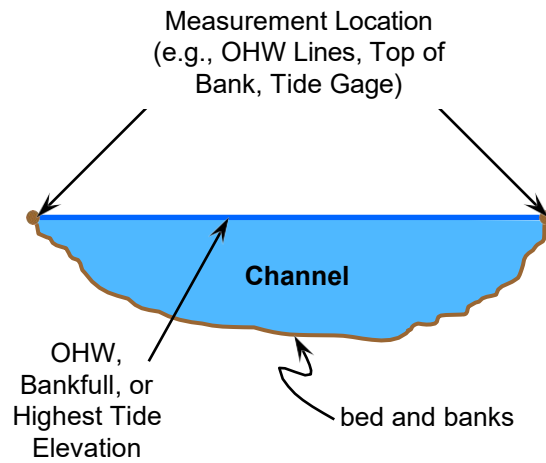 Measurement Location
(e.g., OHW Lines, Top of
Bank, Tide Gage)
Channel
OHW,
Bankfull, or
Highest Tide
Elevation
bed and banks